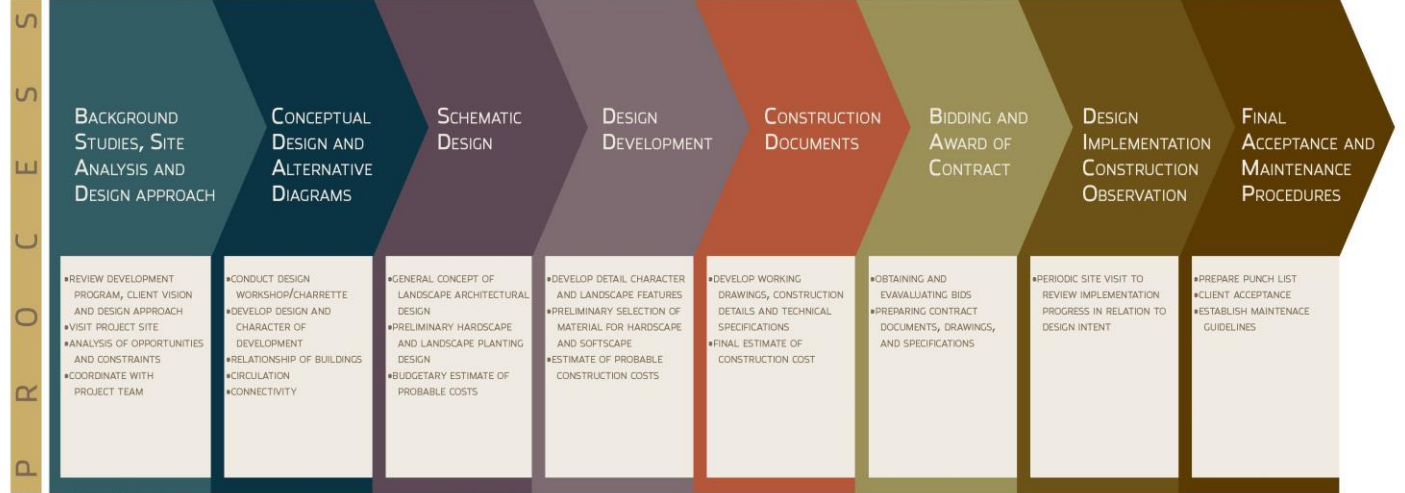 PROCESS
BACKGROUND
STUDIES, SITE
ANALYSIS AND
DESIGN APPROACH
CONCEPTUAL
DESIGN AND
ALTERNATIVE
DIAGRAMS
SCHEMATIC
DESIGN
DESIGN
DEVELOPMENT
CONSTRUCTION
DOCUMENTS
BIDDING AND
AWARD OF
CONTRACT
DESIGN
IMPLEMENTATION
CONSTRUCTION
OBSERVATION
FINAL
ACCEPTANCE AND
MAINTENANCE
PROCEDURES
▪REVIEW DEVELOPMENT
PROGRAM, CLIENT VISION
AND DESIGN APPROACH
▪VISIT PROJECT SITE
▪ANALYSIS OF OPPORTUNITIES
AND CONSTRAINTS
▪COORDINATE WITH
PROJECT TEAM
▪CONDUCT DESIGN
WORKSHOP/CHARRETTE
▪DEVELOP DESIGN AND
CHARACTER OF
DEVELOPMENT
▪RELATIONSHIP OF BUILDINGS
▪CIRCULATION
▪CONNECTIVITY
▪GENERAL CONCEPT OF
LANDSCAPE ARCHITECTURAL
DESIGN
▪PRELIMINARY HARDSCAPE
AND LANDSCAPE PLANTING
DESIGN
▪BUDGETARY ESTIMATE OF
PROBABLE COSTS
▪DEVELOP DETAIL CHARACTER
AND LANDSCAPE FEATURES
▪PRELIMINARY SELECTION OF
MATERIAL FOR HARDSCAPE
AND SOFTSCAPE
▪ESTIMATE OF PROBABLE
CONSTRUCTION COSTS
▪DEVELOP WORKING
DRAWINGS, CONSTRUCTION
DETAILS AND TECHNICAL
SPECIFICATIONS
▪FINAL ESTIMATE OF
CONSTRUCTION COST
▪OBTAINING AND
EVAVALUATING BIDS
▪PREPARING CONTRACT
DOCUMENTS, DRAWINGS,
AND SPECIFICATIONS
▪PERIODIC SITE VISIT TO
REVIEW IMPLEMENTATION
PROGRESS IN RELATION TO
DESIGN INTENT
▪PREPARE PUNCH LIST
▪CLIENT ACCEPTANCE
▪ESTABLISH MAINTENACE
GUIDELINES